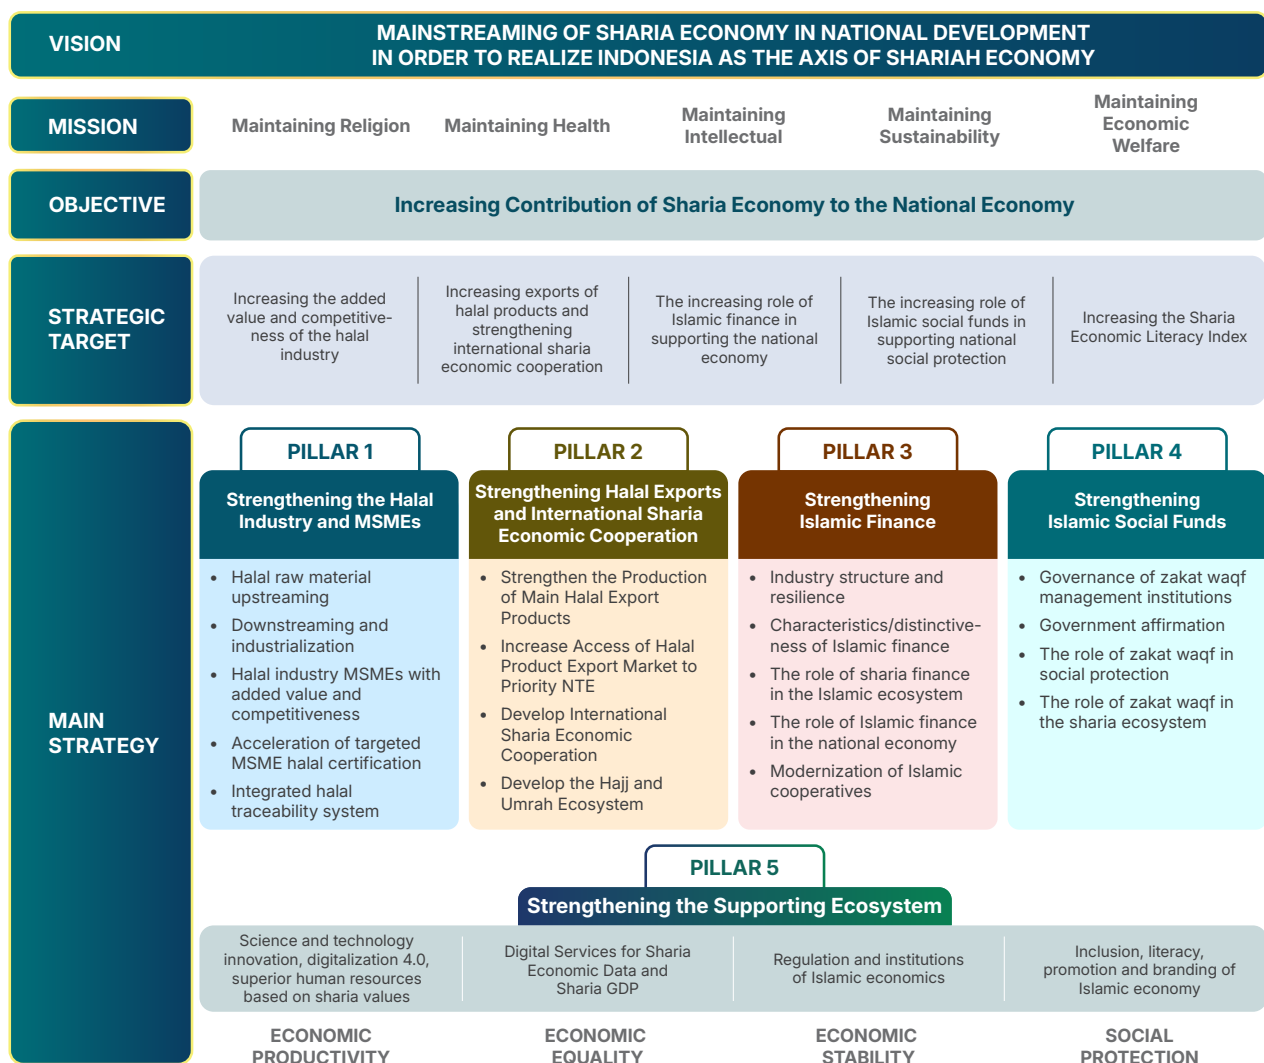 VISION
MAINSTREAMING OF SHARIA ECONOMY IN NATIONAL DEVELOPMENT
IN ORDER TO REALIZE INDONESIA AS THE AXIS OF SHARIAH ECONOMY
MISSION
Maintaining Religion
Maintaining Health
Maintaining
Intellectual
Maintaining
Sustainability
Maintaining
Economic
Welfare
OBJECTIVE
Increasing Contribution of Sharia Economy to the National Economy
STRATEGIC
TARGET
Increasing the added
value and competitive-
ness of the halal
industry
Increasing exports of
halal products and
strengthening
international sharia
economic cooperation
The increasing role of
Islamic finance in
supporting the national
economy
The increasing role of
Islamic social funds in
supporting national
social protection
Increasing the Sharia
Economic Literacy Index
MAIN
STRATEGY
PILLAR 1
Strengthening the Halal
Industry and MSMEs
• Halal raw material
upstreaming
• Downstreaming and
industrialization
• Halal industry MSMEs with
added value and
competitiveness
• Acceleration of targeted
MSME halal certification
• Integrated halal
traceability system
PILLAR 2
Strengthening Halal Exports
and International Sharia
Economic Cooperation
• Strengthen the Production
of Main Halal Export
Products
• Increase Access of Halal
Product Export Market to
Priority NTE
• Develop International
Sharia Economic
Cooperation
• Develop the Hajj and
Umrah Ecosystem
PILLAR 3
Strengthening
Islamic Finance
• Industry structure and
resilience
• Characteristics/distinctive-
ness of Islamic finance
• The role of sharia finance
in the Islamic ecosystem
• The role of Islamic finance
in the national economy
• Modernization of Islamic
cooperatives
PILLAR 4
Strengthening
Islamic Social Funds
• Governance of zakat waqf
management institutions
• Government affirmation
• The role of zakat waqf in
social protection
• The role of zakat waqf in
the sharia ecosystem
PILLAR 5
Strengthening the Supporting Ecosystem
Science and technology
innovation, digitalization 4.0,
superior human resources
based on sharia values
Digital Services for Sharia
Economic Data and
Sharia GDP
Regulation and institutions
of Islamic economics
Inclusion, literacy,
promotion and branding of
Islamic economy
ECONOMIC
PRODUCTIVITY
ECONOMIC
EQUALITY
ECONOMIC
STABILITY
SOCIAL
PROTECTION